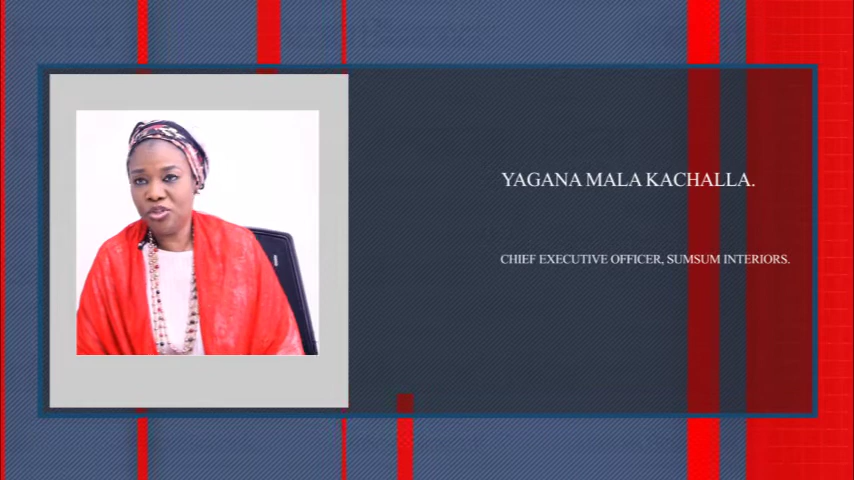 YAGANA MALA KACHALLA.
CHIEF EXECUTIVE OFFICER, SUMSUM INTERIORS.